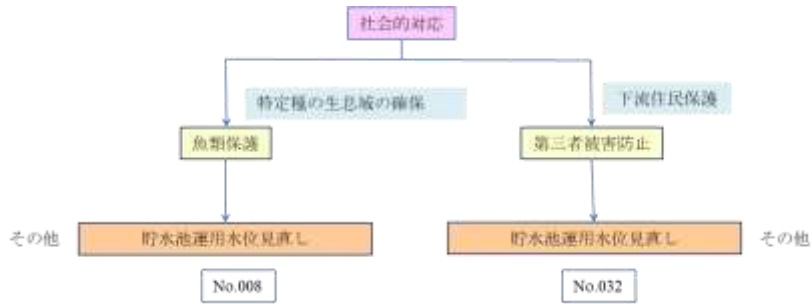 社会的対応
特定種の生息域の確保
下流住民保護
魚類保護
第三者被害防止
その他
貯水池運用水位見直し
貯水池運用水位見直し
その他
No.008
No.032